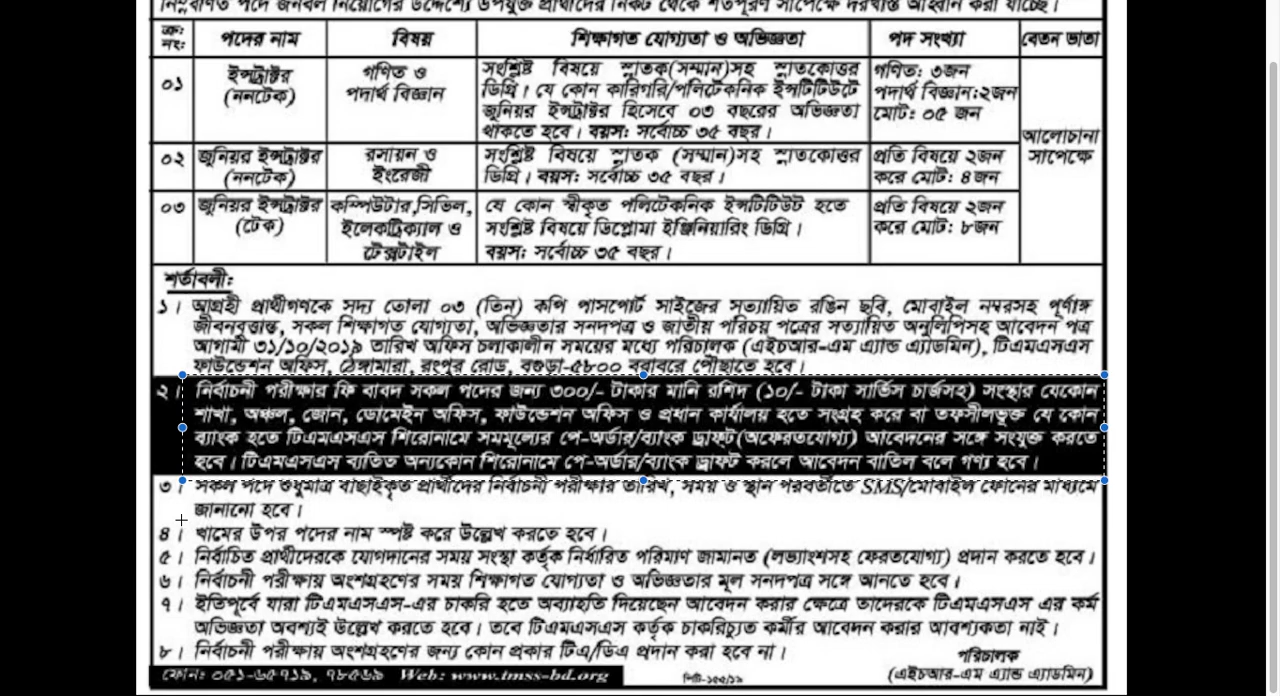 নিম্নবর্ণিত পদে জনবল নিয়োগের উদ্দেশ্যে উপযুক্ত প্রার্থীদের নিকট থেকে শর্তপূরণ সাপেক্ষে দরখাস্ত আহ্বান করা যাচ্ছে।
ক্রঃ নং: পদের নাম বিষয় শিক্ষাগত যোগ্যতা ও অভিজ্ঞতা পদ সংখ্যা বেতন ভাতা
০১
ইন্সট্রাক্টর
(ননটেক)
গণিত ও
পদার্থ বিজ্ঞান
সংশ্লিষ্ট বিষয়ে স্নাতক(সম্মান)সহ স্নাতকোত্তর
ডিগ্রি। যে কোন কারিগরি/পলিটেকনিক ইন্সটিটিউটে
জুনিয়র ইন্সট্রাক্টর হিসেবে ০৩ বছরের অভিজ্ঞতা
থাকতে হবে। বয়স: সর্বোচ্চ ৩৫ বছর।
গণিত: ৩জন
পদার্থ বিজ্ঞান:২জন
মোট: ০৫ জন
আলোচানা
সাপেক্ষে
০২
জুনিয়র ইন্সট্রাক্টর
(ননটেক)
রসায়ন ও
ইংরেজী
সংশ্লিষ্ট বিষয়ে স্নাতক (সম্মান)সহ স্নাতকোত্তর
ডিগ্রি। বয়স: সর্বোচ্চ ৩৫ বছর।
প্রতি বিষয়ে ২জন
করে মোট: ৪জন
০৩
জুনিয়র ইন্সট্রাক্টর
(টেক)
কম্পিউটার,সিভিল,
ইলেকট্রিক্যাল ও
টেক্সটাইল
যে কোন স্বীকৃত পলিটেকনিক ইন্সটিটিউট হতে
সংশ্লিষ্ট বিষয়ে ডিপ্লোমা ইঞ্জিনিয়ারিং ডিগ্রি।
বয়স: সর্বোচ্চ ৩৫ বছর।
প্রতি বিষয়ে ২জন
করে মোট: ৮জন
শর্তাবলী:
১। আগ্রহী প্রার্থীগণকে সদ্য তোলা ০৩ (তিন) কপি পাসপোর্ট সাইজের সত্যায়িত রঙিন ছবি, মোবাইল নম্বরসহ পূর্ণাঙ্গ
জীবনবৃত্তান্ত, সকল শিক্ষাগত যোগ্যতা, অভিজ্ঞতার সনদপত্র ও জাতীয় পরিচয় পত্রের সত্যায়িত অনুলিপিসহ আবেদন পত্র
আগামী ৩১/১০/২০১৯ তারিখ অফিস চলাকালীন সময়ের মধ্যে পরিচালক (এইচআর-এম এ্যান্ড এ্যাডমিন), টিএমএসএস
ফাউন্ডেশন অফিস, ঠেঙ্গামারা, রংপুর রোড, বগুড়া-৫৮০০ বরাবরে পৌঁছাতে হবে।
২। নির্বাচনী পরীক্ষার ফি বাবদ সকল পদের জন্য ৩০০/- টাকার মানি রশিদ (১০/- টাকা সার্ভিস চার্জসহ) সংস্থার যেকোন
শাখা, অঞ্চল, জোন, ডোমেইন অফিস, ফাউন্ডেশন অফিস ও প্রধান কার্যালয় হতে সংগ্রহ করে বা তফসীলভুক্ত যে কোন
ব্যাংক হতে টিএমএসএস শিরোনামে সমমূল্যের পে-অর্ডার/ব্যাংক ড্রাফট(অফেরতযোগ্য) আবেদনের সঙ্গে সংযুক্ত করতে
হবে। টিএমএসএস ব্যতিত অন্যকোন শিরোনামে পে-অর্ডার/ব্যাংক ড্রাফট করলে আবেদন বাতিল বলে গণ্য হবে।
৩। সকল পদে শুধুমাত্র বাছাইকৃত প্রার্থীদের নির্বাচনী পরীক্ষার তারিখ, সময় ও স্থান পরবর্তীতে SMS/মোবাইল ফোনের মাধ্যমে
জানানো হবে।
৪। খামের উপর পদের নাম স্পষ্ট করে উল্লেখ করতে হবে।
৫। নির্বাচিত প্রার্থীদেরকে যোগদানের সময় সংস্থা কর্তৃক নির্ধারিত পরিমাণ জামানত (লভ্যাংশসহ ফেরতযোগ্য) প্রদান করতে হবে।
৬। নির্বাচনী পরীক্ষায় অংশগ্রহণের সময় শিক্ষাগত যোগ্যতা ও অভিজ্ঞতার মূল সনদপত্র সঙ্গে আনতে হবে।
৭। ইতিপূর্বে যারা টিএমএসএস-এর চাকরি হতে অব্যাহতি দিয়েছেন আবেদন করার ক্ষেত্রে তাদেরকে টিএমএসএস এর কর্ম
অভিজ্ঞতা অবশ্যই উল্লেখ করতে হবে। তবে টিএমএসএস কর্তৃক চাকরিচ্যুত কর্মীর আবেদন করার আবশ্যকতা নাই।
৮। নির্বাচনী পরীক্ষায় অংশগ্রহণের জন্য কোন প্রকার টিএ/ডিএ প্রদান করা হবে না।
পরিচালক
(এইচআর-এম এ্যান্ড এ্যাডমিন)
ফোন: ০৫১-৬৫৭১৯, ৭৮৫৬৯ Web: www.tmss-bd.org
পিটি-১৫৫/১৯